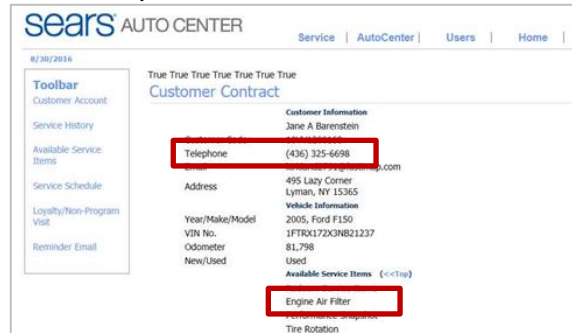 sears AUTO CENTER
Service | AutoCenter | Users | Home |
8/30/2016
Toolbar
Customer Account
Service History
Available Service
Items
Service Schedule
Loyalty/Non-Program
Visit
Reminder Email
True True True True True True True
Customer Contract
Customer Information
Jane A Barenstein
Telephone (436) 325-6698
Address 495 Lazy Corner
Lyman, NY 15365
Vehicle Information
Year/Make/Model 2005, Ford F150
VIN No. 1FTRX172X3NB21237
Odometer 81,798
New/Used Used
Available Service Items (<<Top)
Engine Air Filter
Tire Rotation